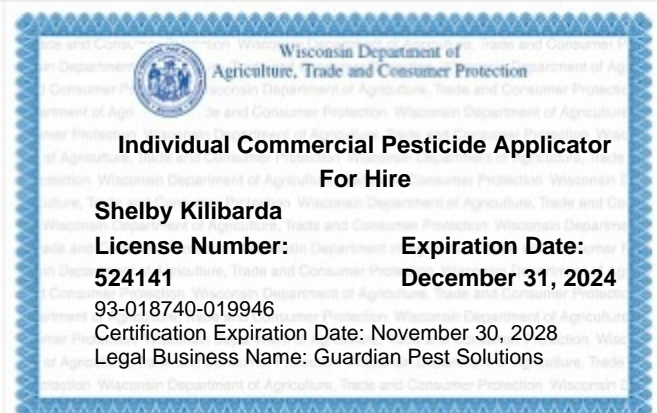 Wisconsin Department of
Agriculture, Trade and Consumer Protection
Individual Commercial Pesticide Applicator
For Hire
Shelby Kilibarda
License Number: Expiration Date:
524141 December 31, 2024
93-018740-019946
Certification Expiration Date: November 30, 2028
Legal Business Name: Guardian Pest Solutions